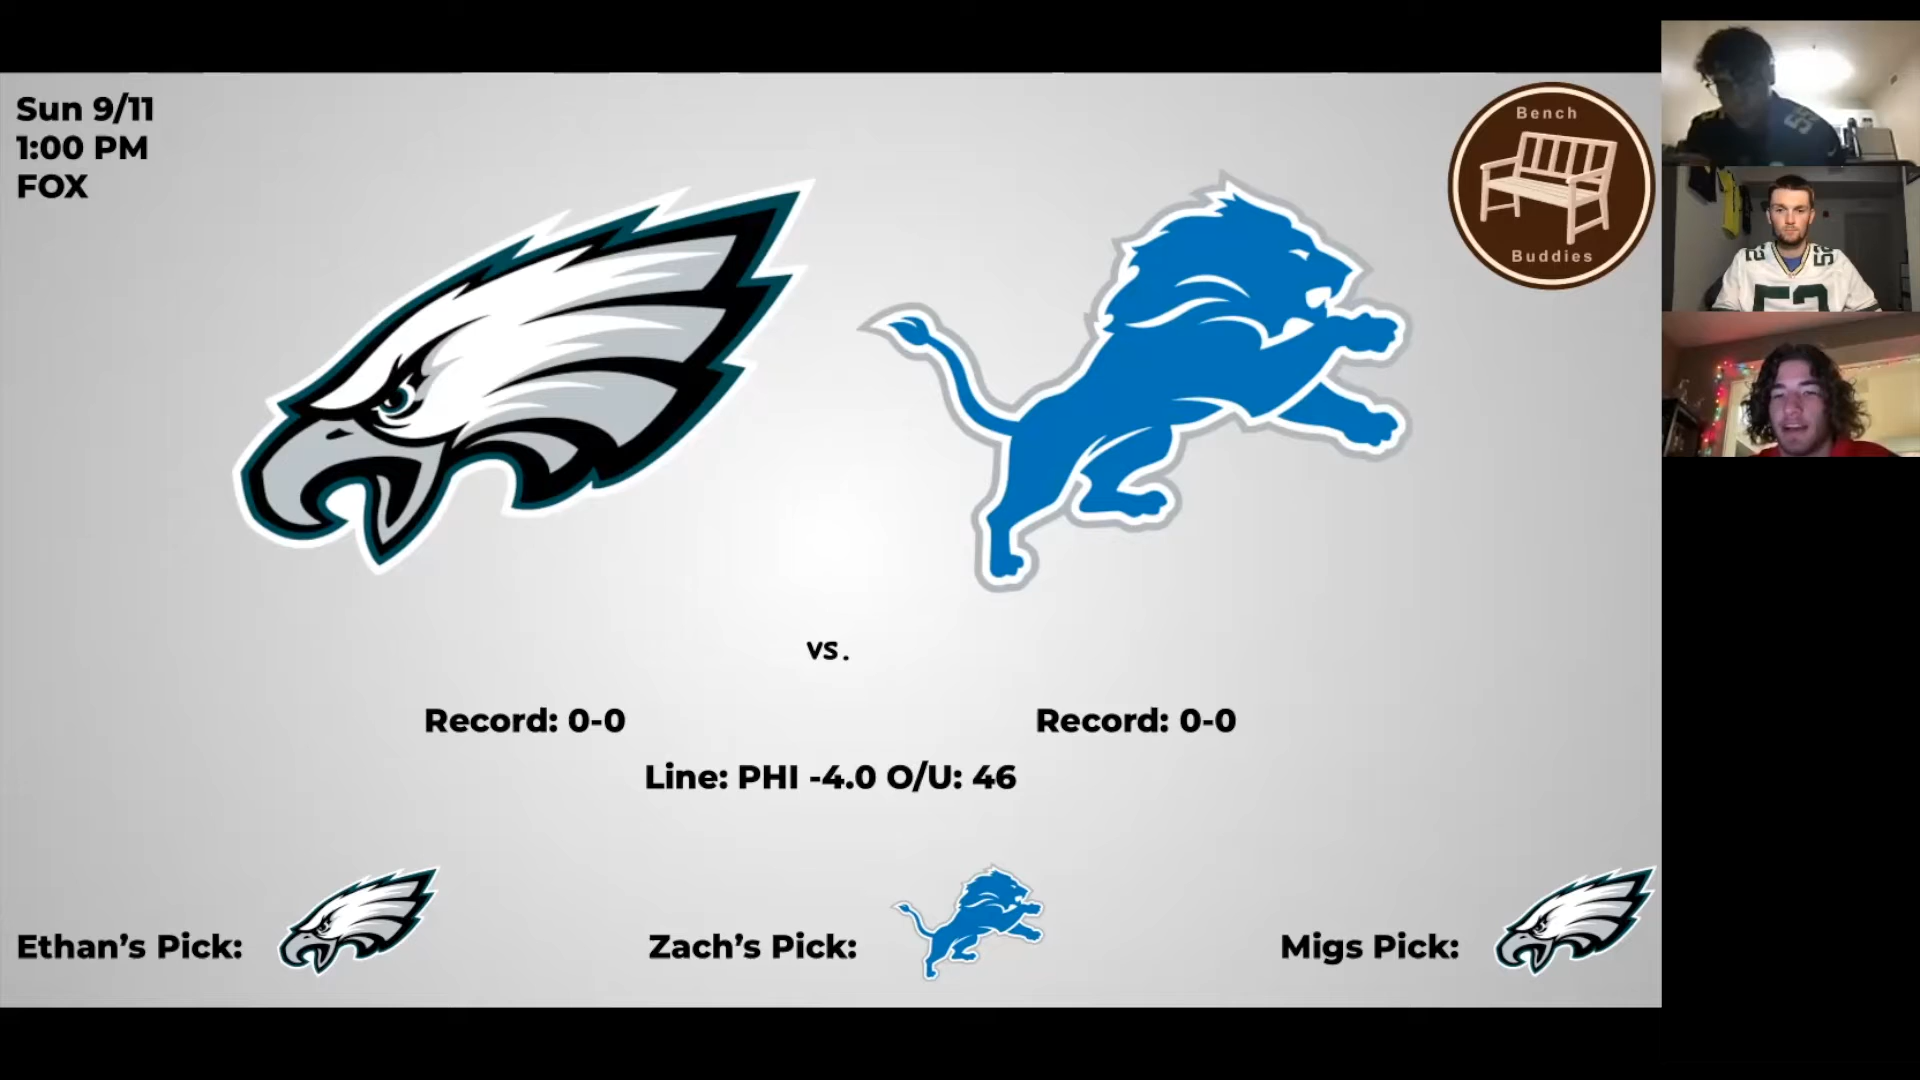 Sun 9/11
1:00 PM
FOX
Bench
Buddies
52
vs.
Record: 0-0
Record: 0-0
Line: PHI -4.0 O/U: 46
Ethan's Pick:
Zach's Pick:
Migs Pick: